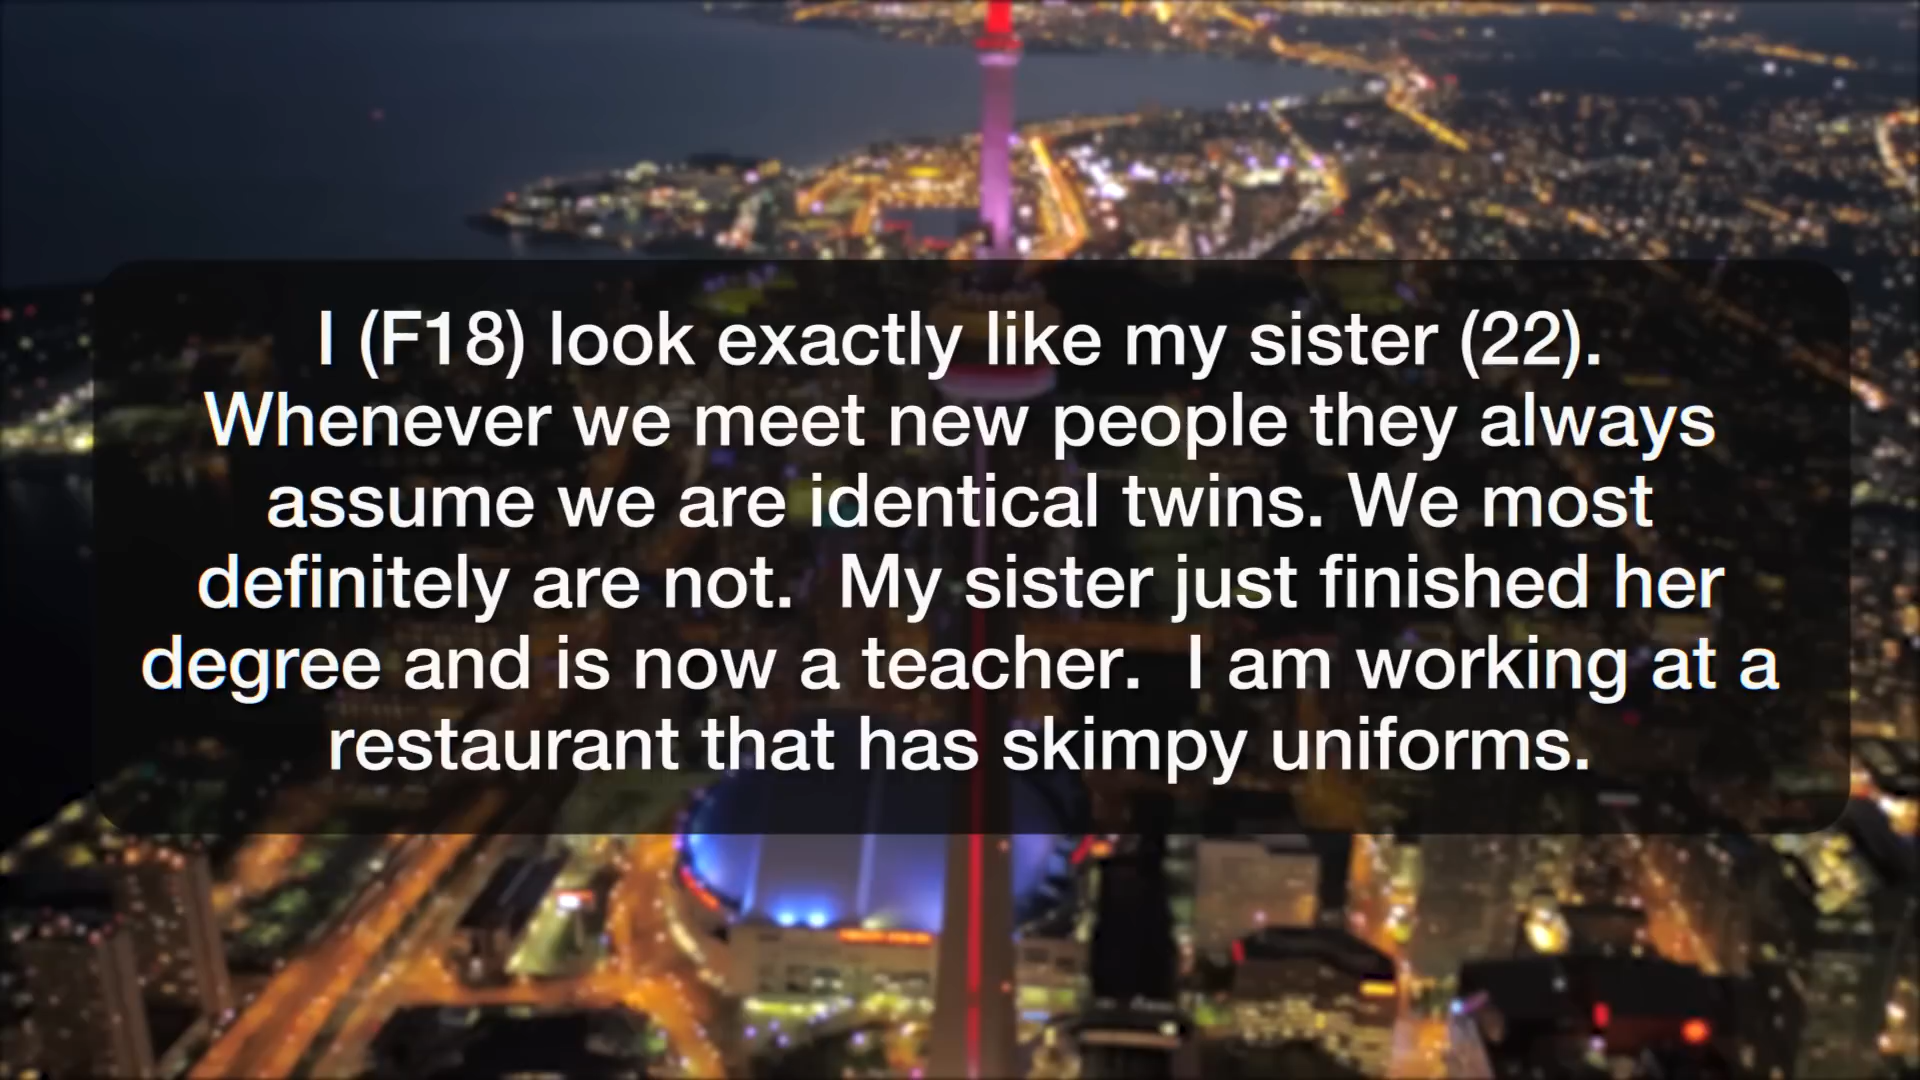 I (F18) look exactly like my sister (22).
Whenever we meet new people they always
assume we are identical twins. We most
definitely are not.  My sister just finished her
degree and is now a teacher.  I am working at a
restaurant that has skimpy uniforms.